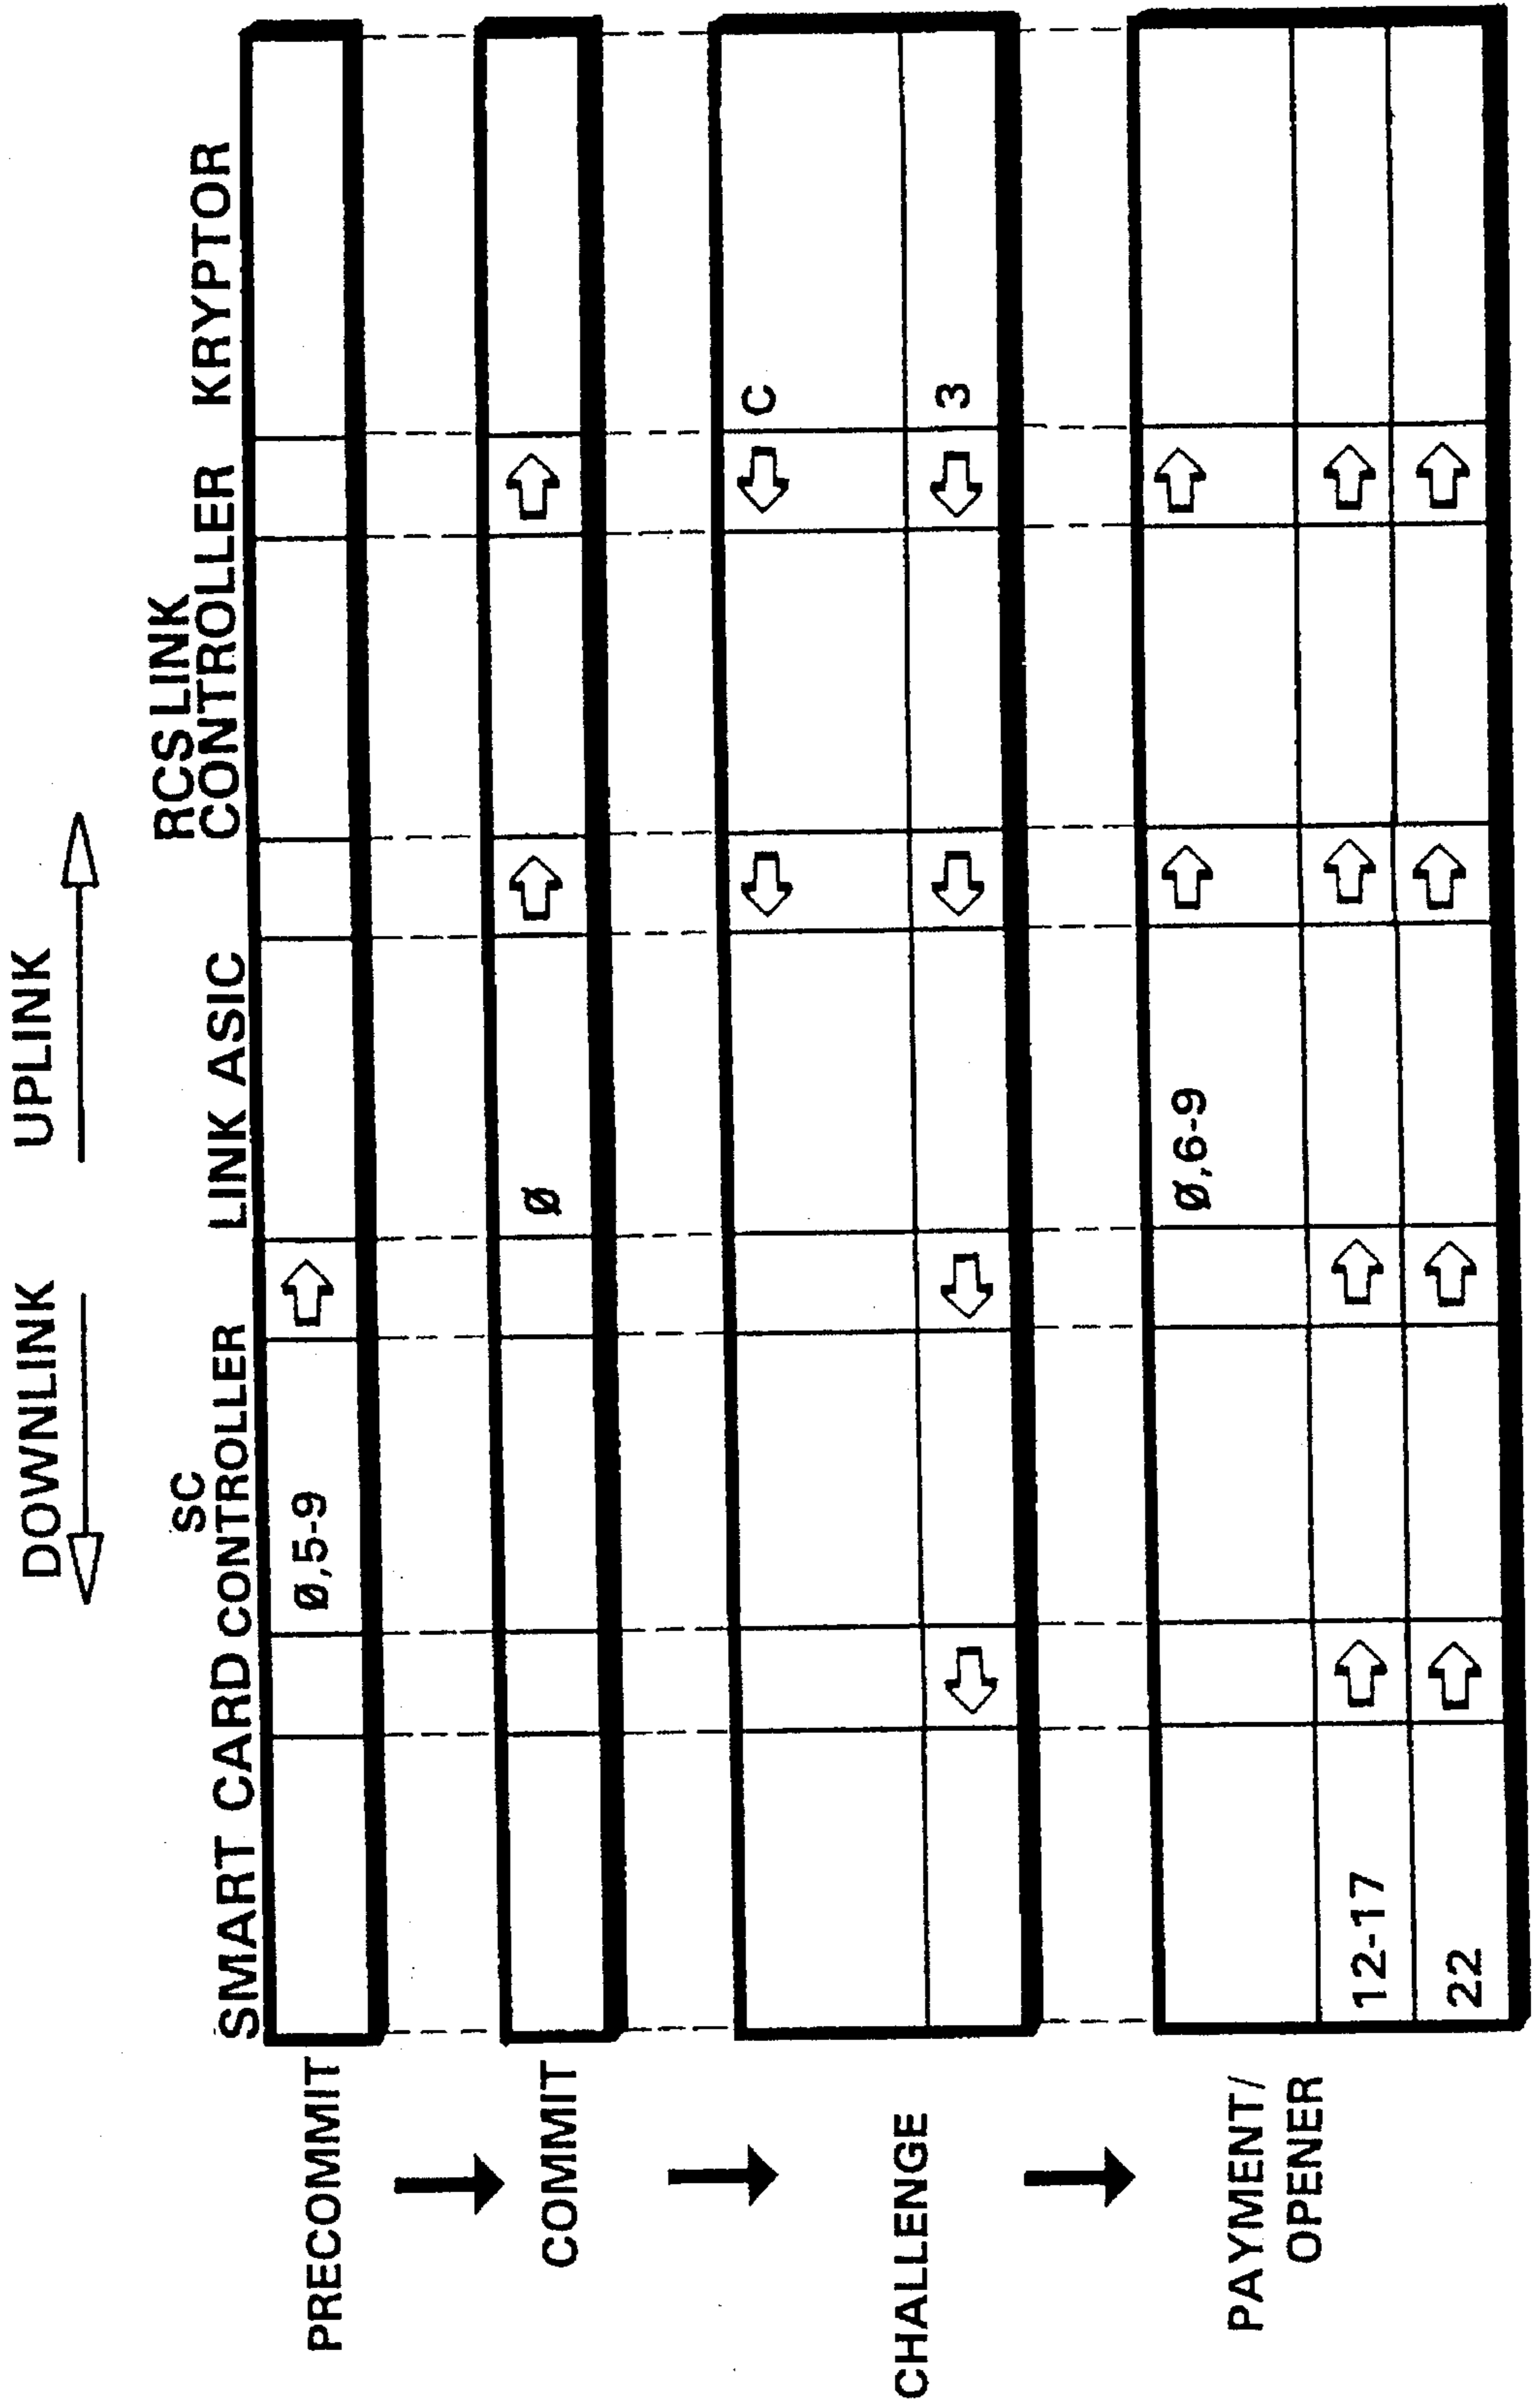 DOWNLINK UPLINK
SMART CARD
SC
CONTROLLER
LINK ASIC
RCS LINK
CONTROLLER
KRYPTOR
PRECOMMIT
Ø,5-9
COMMIT
Ø
CHALLENGE
C
3
PAYMENT/
OPENER
Ø,6-9
12-17
22